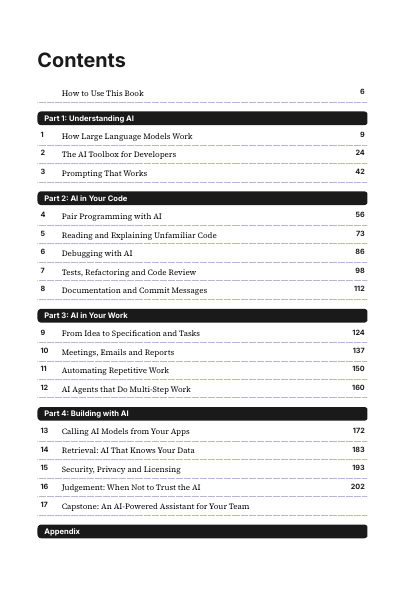 Contents
How to Use This Book 6
Part 1: Understanding AI
1 How Large Language Models Work 9
2 The AI Toolbox for Developers 24
3 Prompting That Works 42
Part 2: AI in Your Code
4 Pair Programming with AI 56
5 Reading and Explaining Unfamiliar Code 73
6 Debugging with AI 86
7 Tests, Refactoring and Code Review 98
8 Documentation and Commit Messages 112
Part 3: AI in Your Work
9 From Idea to Specification and Tasks 124
10 Meetings, Emails and Reports 137
11 Automating Repetitive Work 150
12 AI Agents that Do Multi-Step Work 160
Part 4: Building with AI
13 Calling AI Models from Your Apps 172
14 Retrieval: AI That Knows Your Data 183
15 Security, Privacy and Licensing 193
16 Judgement: When Not to Trust the AI 202
17 Capstone: An AI-Powered Assistant for Your Team
Appendix